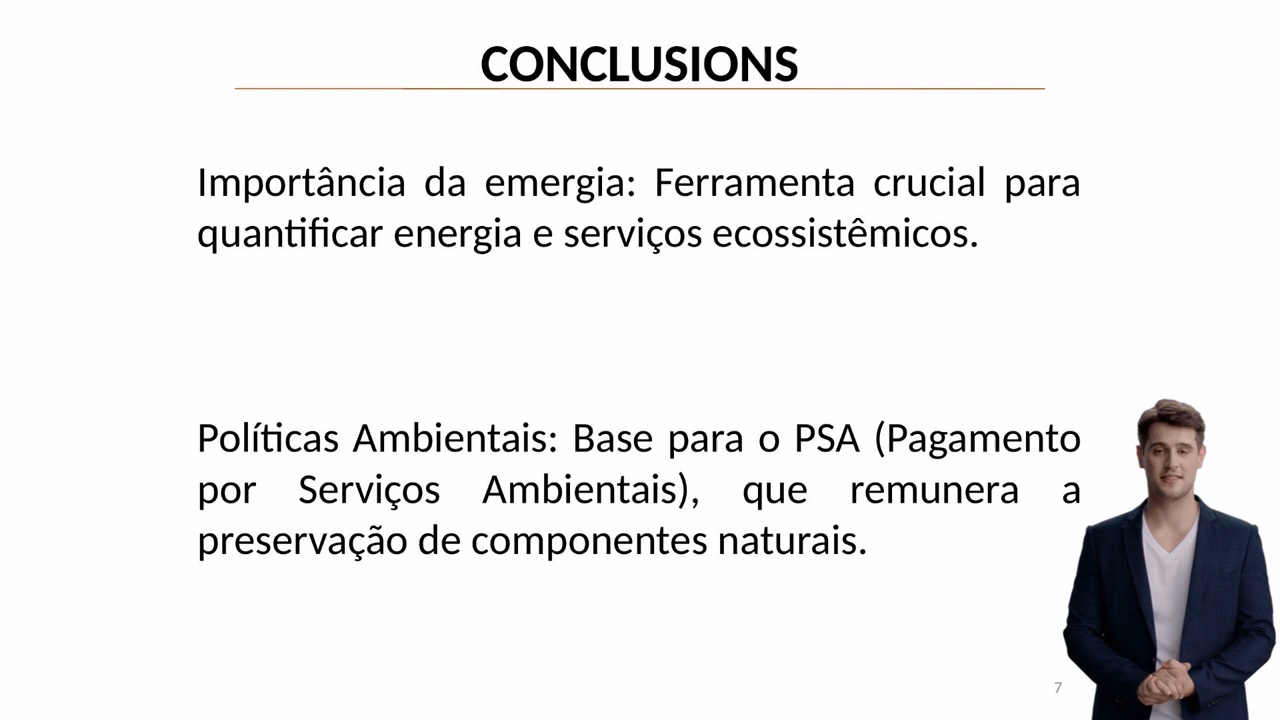 CONCLUSIONS
Importância da emergia: Ferramenta crucial para
quantificar energia e serviços ecossistêmicos.
Políticas Ambientais: Base para o PSA (Pagamento
por Serviços Ambientais), que remunera a
preservação de componentes naturais.
7